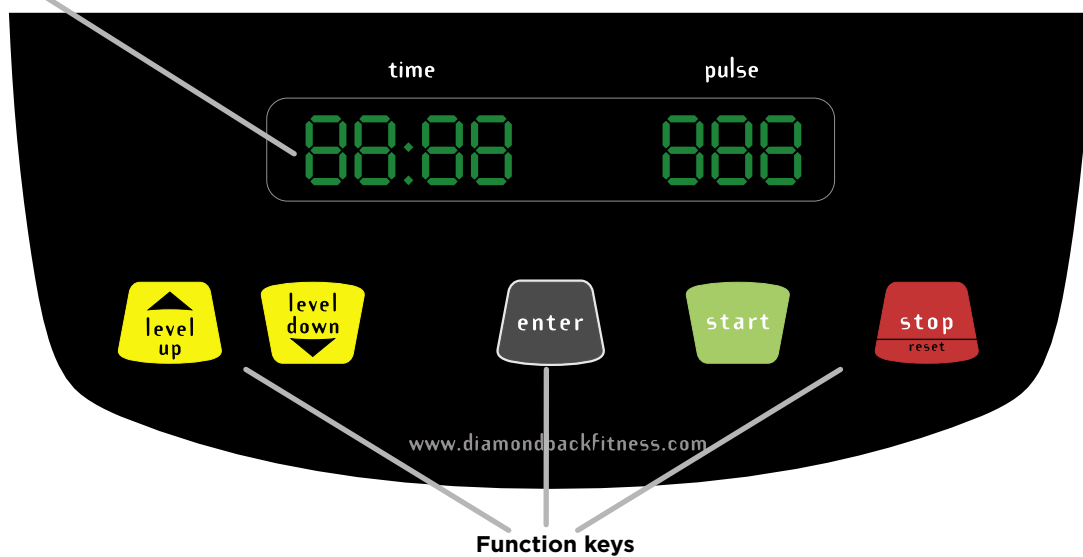 time pulse
88:88 888
level
up
level
down
enter
start
stop
reset
www.diamondbackfitness.com
Function keys